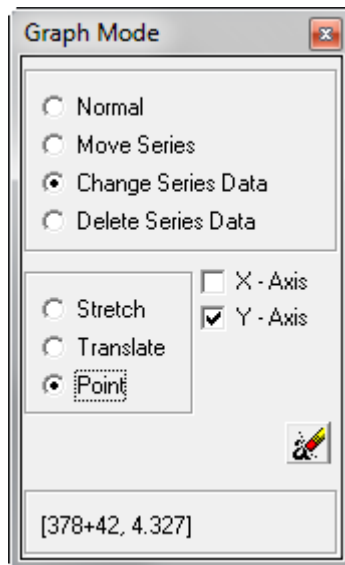 Graph Mode
Normal
Move Series
Change Series Data
Delete Series Data
X - Axis
Stretch
Y - Axis
Translate
Point
[378+42, 4.327]